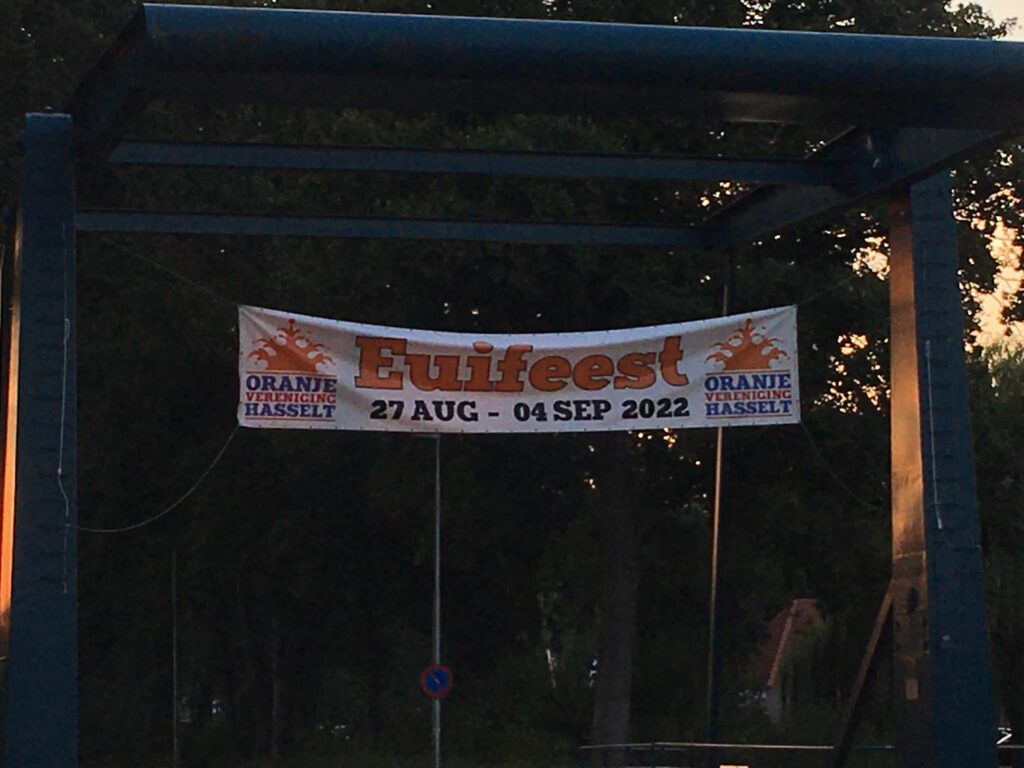 ORANJE
VERENIGING
HASSELT
Euifeest
27 AUG - 04 SEP 2022
ORANJE
VERENIGING
HASSELT